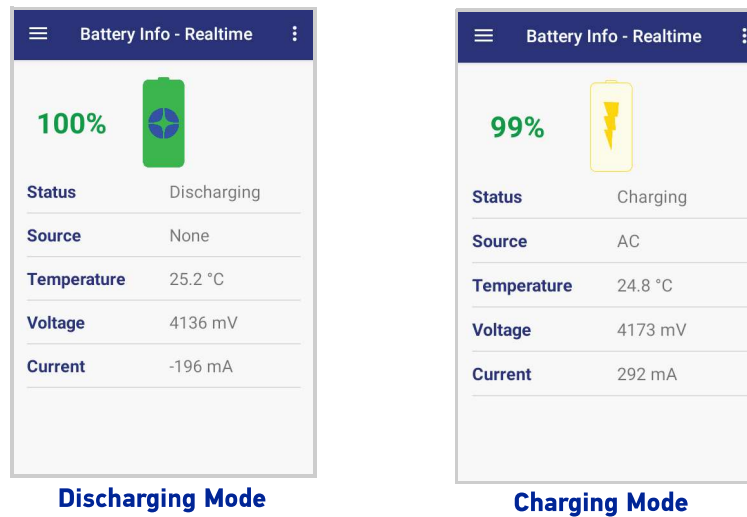 Battery Info - Realtime
100%
Status Discharging
Source None
Temperature 25.2 °C
Voltage 4136 mV
Current -196 mA
Discharging Mode
Battery Info - Realtime
99%
Status Charging
Source AC
Temperature 24.8 °C
Voltage 4173 mV
Current 292 mA
Charging Mode